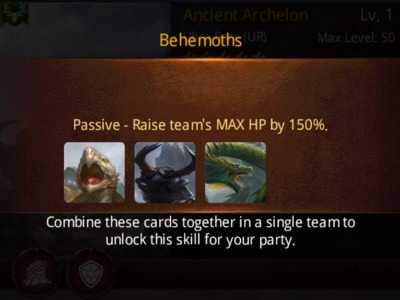 Ancient Archelon Lv. 1
Behemoths
(UR) Max Level: 50
Passive - Raise team's MAX HP by 150%.
Combine these cards together in a single team to
unlock this skill for your party.